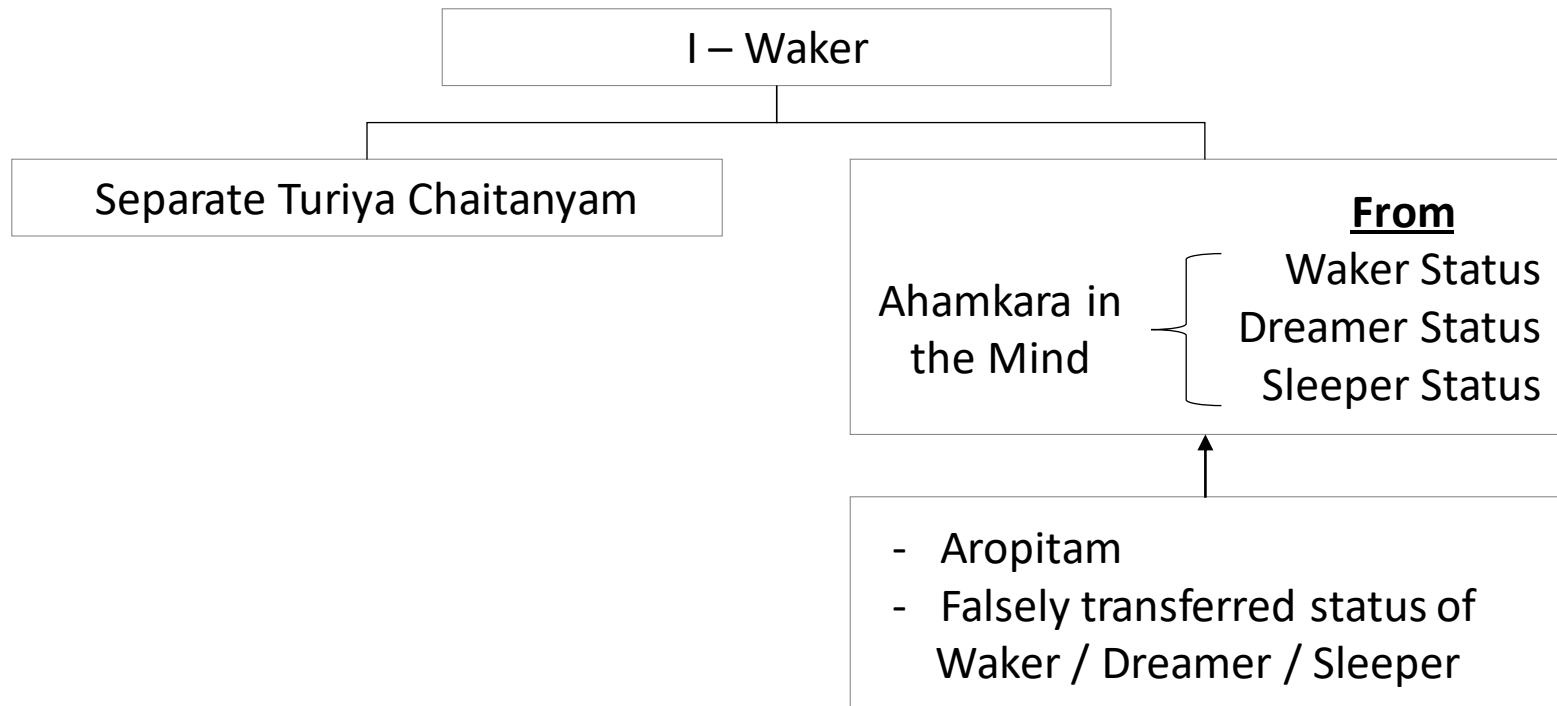 I – Waker
Separate Turiya Chaitanyam
From
Ahamkara in
the Mind
Waker Status
Dreamer Status
Sleeper Status
- Aropitam
- Falsely transferred status of
Waker / Dreamer / Sleeper